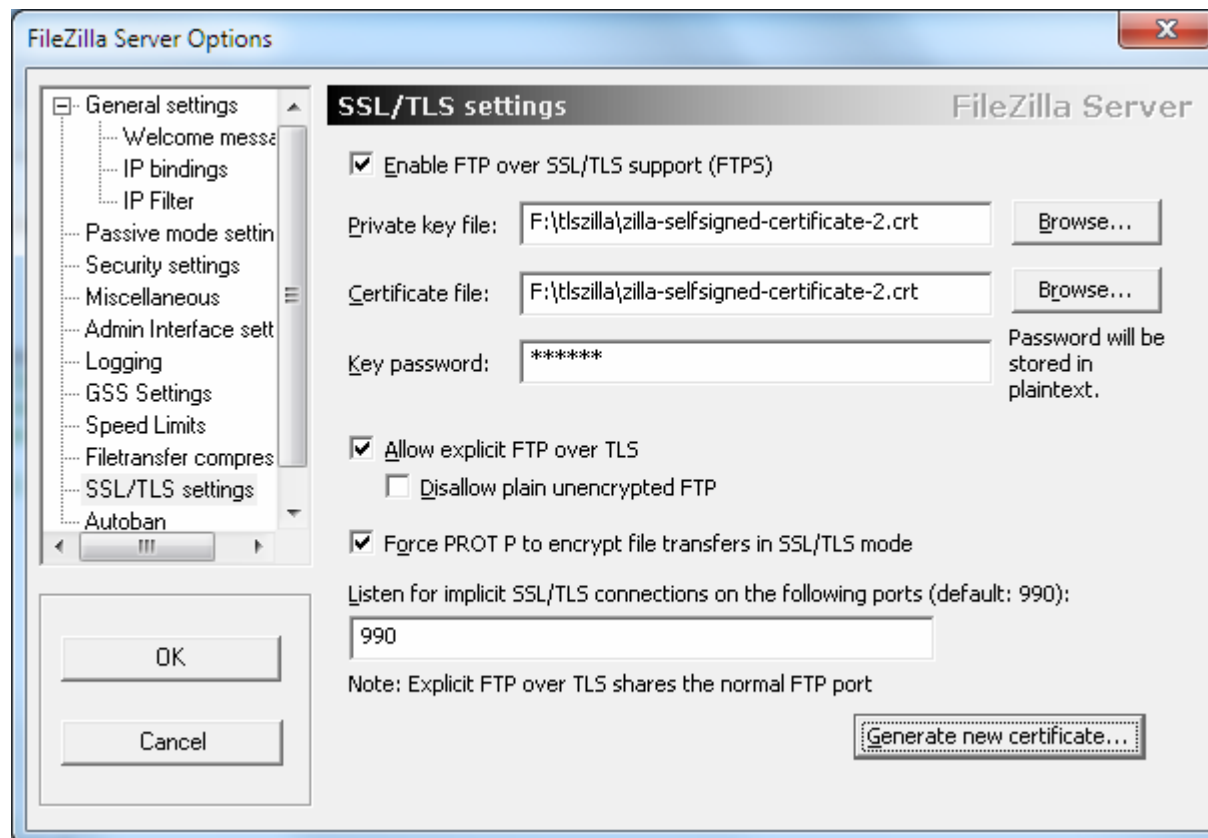 FileZilla Server Options
General settings
Welcome messa
IP bindings
IP Filter
Passive mode settin
Security settings
Miscellaneous
Admin Interface sett
Logging
GSS Settings
Speed Limits
Filetransfer compres
SSL/TLS settings
Autoban
OK
Cancel
SSL/TLS settings FileZilla Server
Enable FTP over SSL/TLS support (FTPS)
Private key file: F:\tlszilla\zilla-selfsigned-certificate-2.crt Browse...
Certificate file: F:\tlszilla\zilla-selfsigned-certificate-2.crt Browse...
Key password: ****** Password will be
stored in
plaintext.
Allow explicit FTP over TLS
Disallow plain unencrypted FTP
Force PROT P to encrypt file transfers in SSL/TLS mode
Listen for implicit SSL/TLS connections on the following ports (default: 990):
990
Note: Explicit FTP over TLS shares the normal FTP port
Generate new certificate...